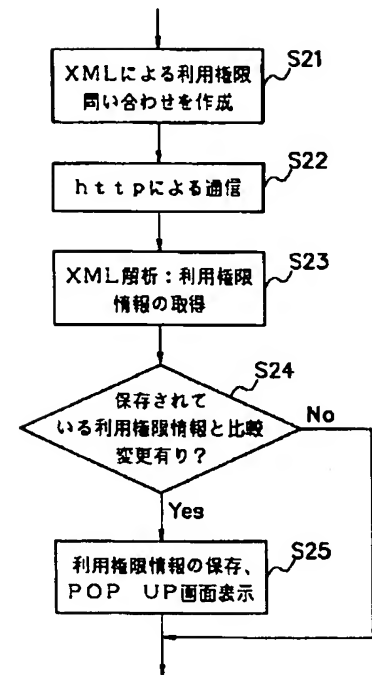 S21
XMLによる利用権限
問い合わせを作成
S22
httpによる通信
S23
XML解析：利用権限
情報の取得
S24
保存されて
いる利用権限情報と比較
変更有り？
No
Yes
S25
利用権限情報の保存、
POP UP画面表示